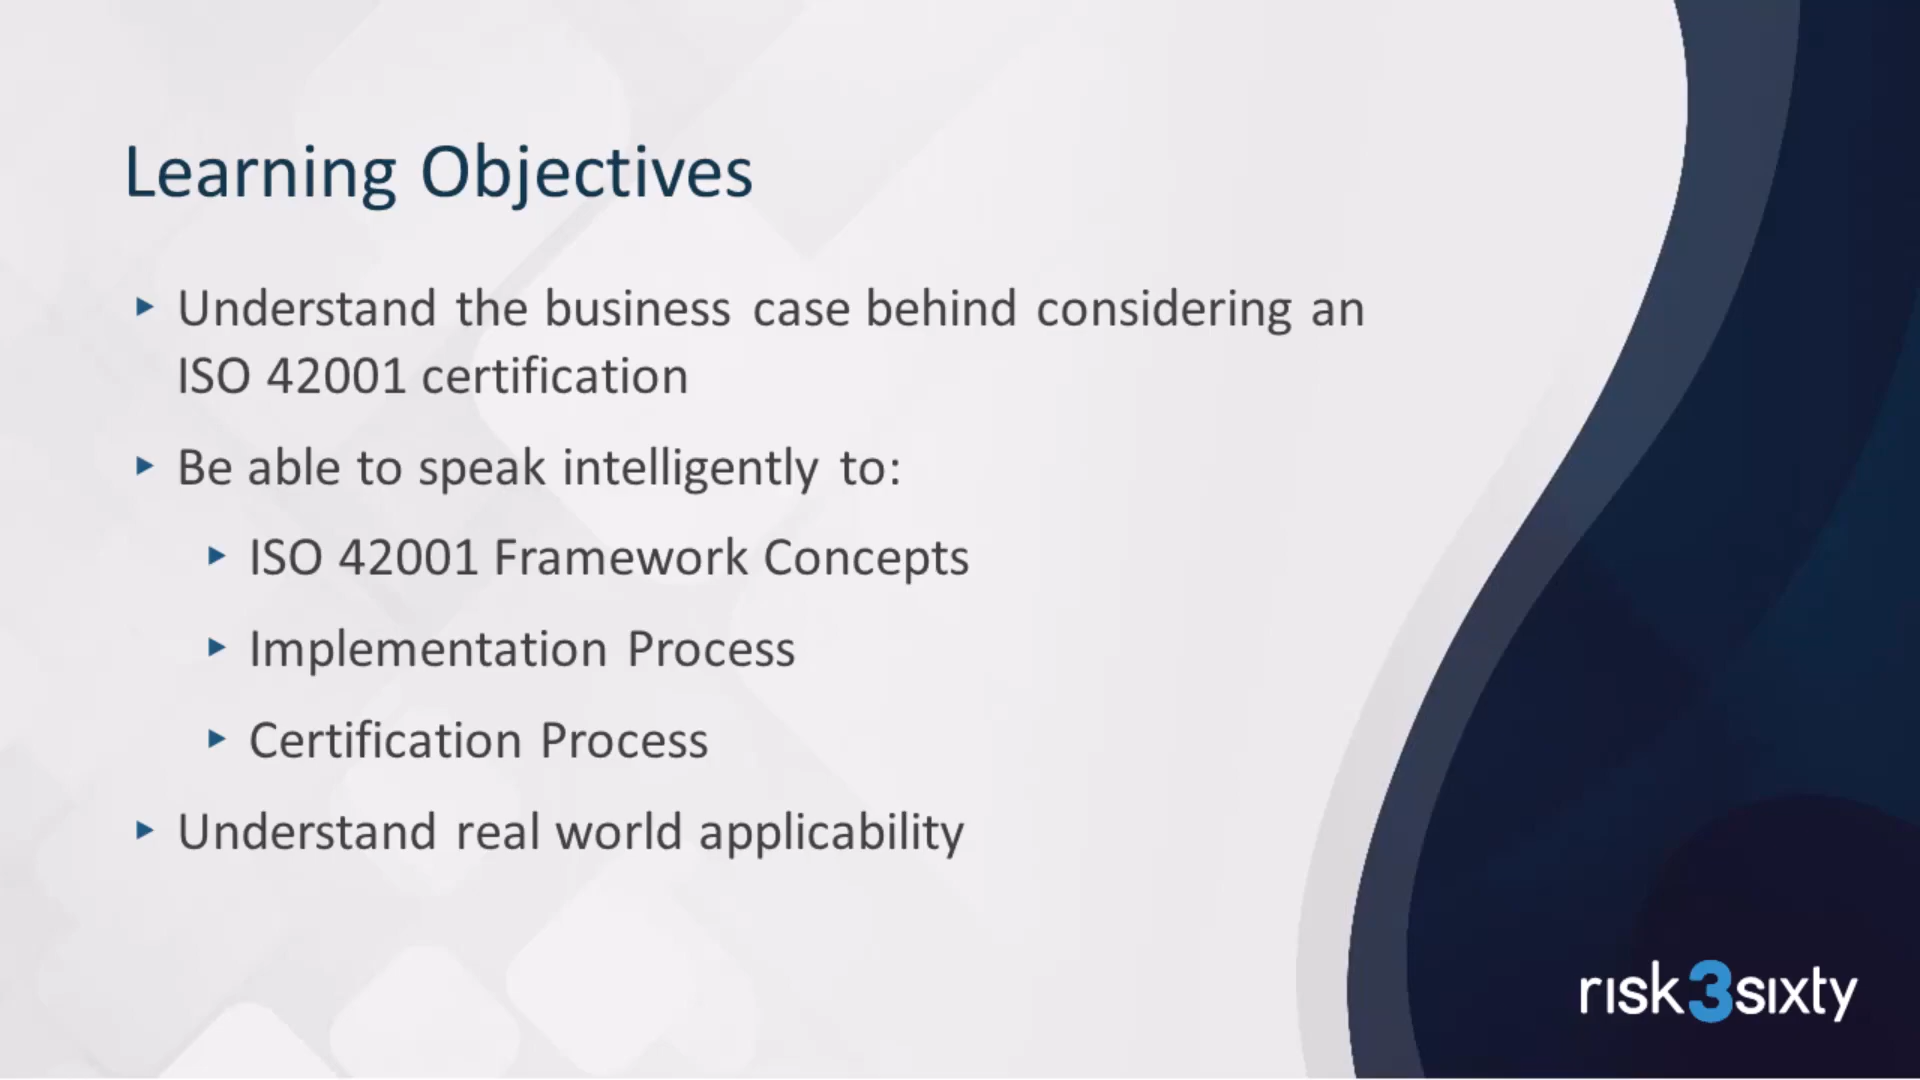 Learning Objectives
Understand the business case behind considering an
ISO 42001 certification
Be able to speak intelligently to:
ISO 42001 Framework Concepts
Implementation Process
Certification Process
Understand real world applicability
risk3sixty